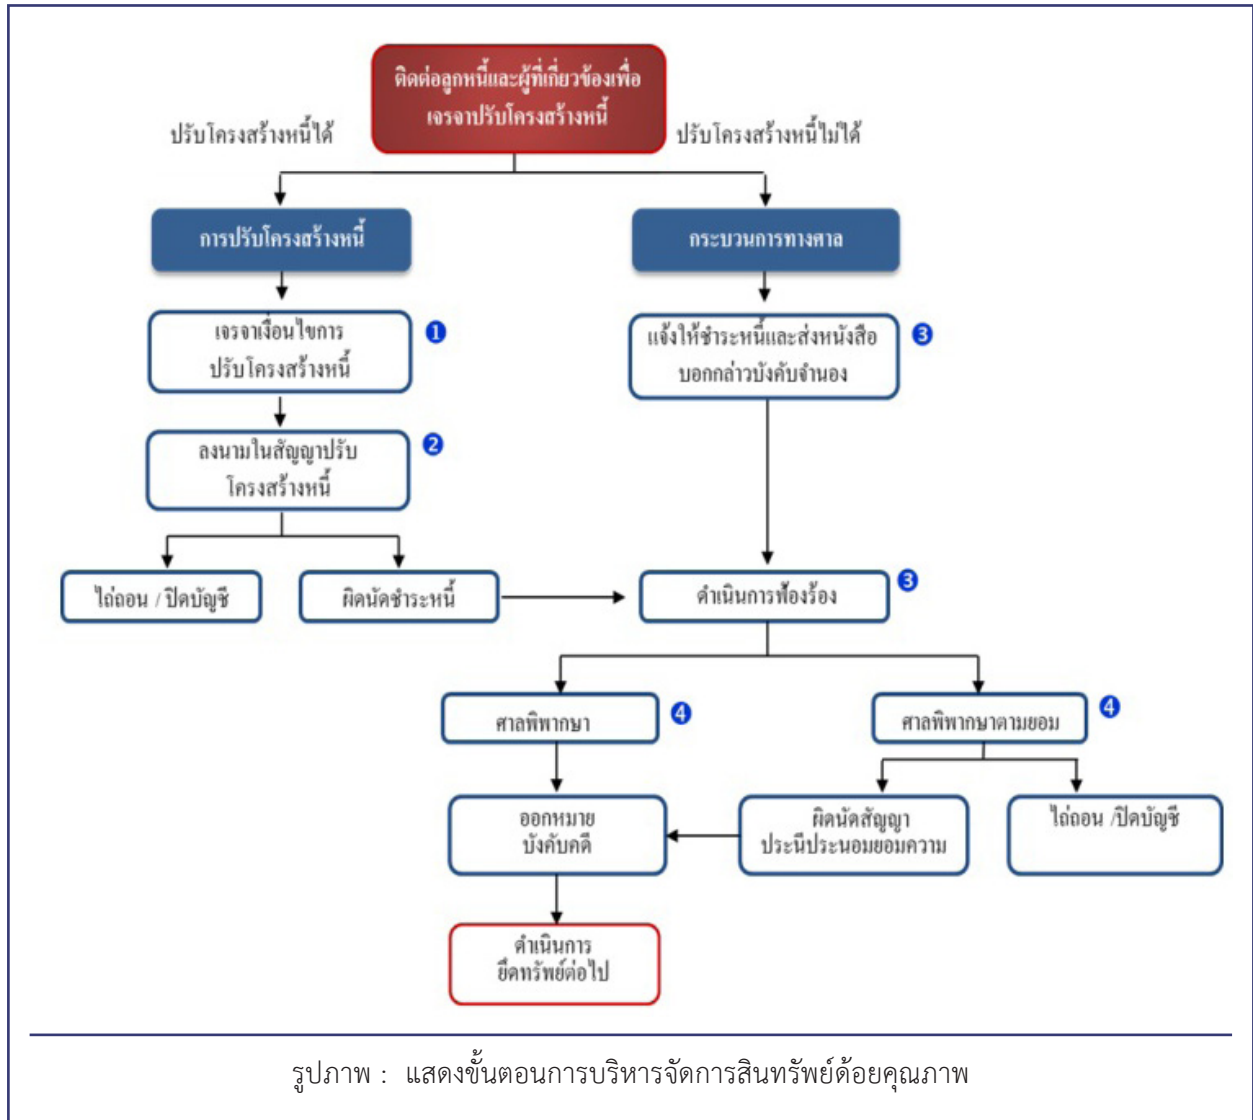 ติดต่อลูกหนี้และผู้ที่เกี่ยวข้องเพื่อ
เจรจาปรับโครงสร้างหนี้
ปรับโครงสร้างหนี้ได้
ปรับโครงสร้างหนี้ไม่ได้
การปรับโครงสร้างหนี้
กระบวนการทางศาล
เจรจาเงื่อนไขการ
ปรับโครงสร้างหนี้
1
แจ้งให้ชำระหนี้และส่งหนังสือ
บอกกล่าวบังคับจำนอง
3
ลงนามในสัญญาปรับ
โครงสร้างหนี้
2
ไถ่ถอน / ปิดบัญชี
ผิดนัดชำระหนี้
ดำเนินการฟ้องร้อง
3
ศาลพิพากษา
4
ศาลพิพากษาตามยอม
4
ออกหมาย
บังคับคดี
ผิดนัดสัญญา
ประนีประนอมยอมความ
ไถ่ถอน /ปิดบัญชี
ดำเนินการ
ยึดทรัพย์ต่อไป
รูปภาพ : แสดงขั้นตอนการบริหารจัดการสินทรัพย์ด้อยคุณภาพ